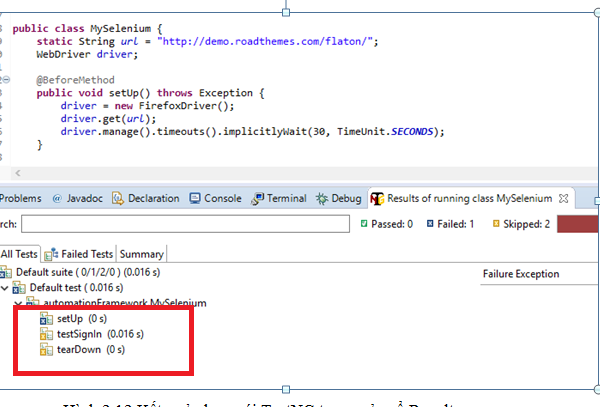 public class MySelenium {
static String url = "http://demo.roadthemes.com/flaton/";
WebDriver driver;
@BeforeMethod
public void setUp() throws Exception {
driver = new FirefoxDriver();
driver.get(url);
driver.manage().timeouts().implicitlyWait(30, TimeUnit.SECONDS);
}
Problems @ Javadoc Declaration Console Terminal Debug Results of running class MySelenium
rch: Passed: 0 Failed: 1 Skipped: 2
All Tests Failed Tests Summary
Default suite ( 0/1/2/0 ) (0.016 s)
Failure Exception
Default test ( 0.016 s)
automationFramework.MySelenium
setUp (0 s)
testSignIn (0.016 s)
tearDown (0 s)